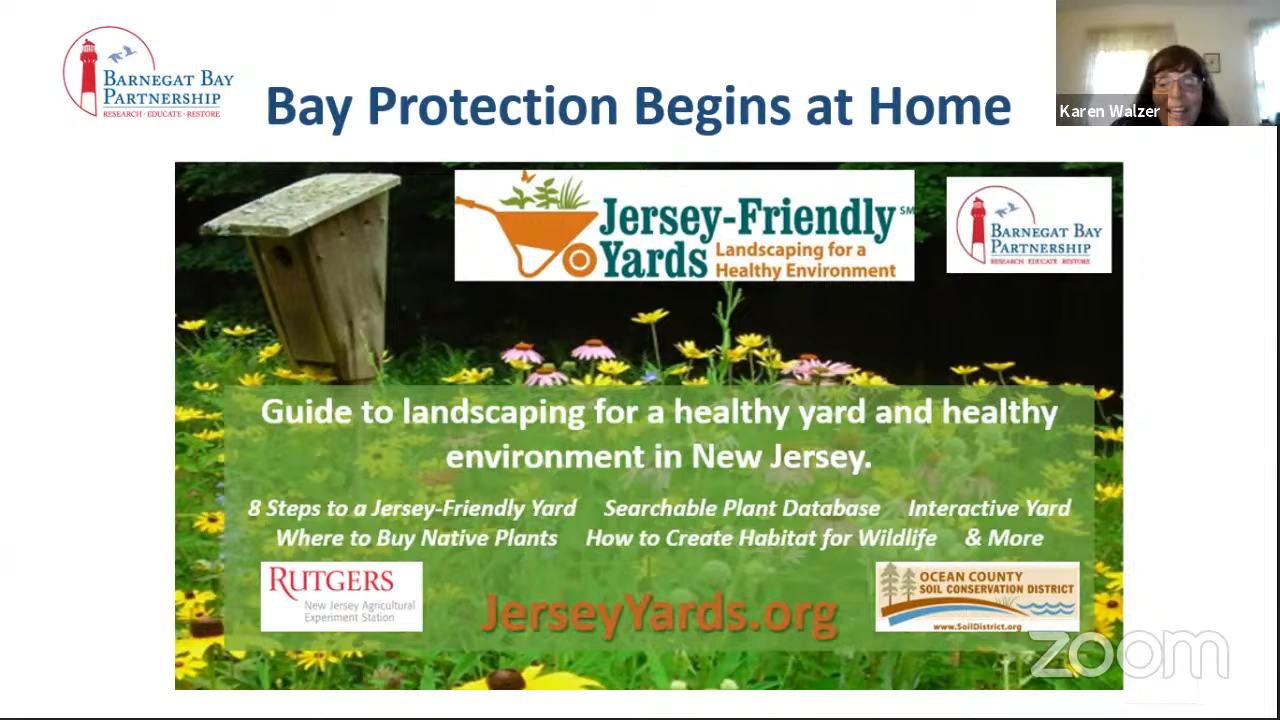 BARNEGAT BAY
PARTNERSHIP
RESEARCH · EDUCATE · RESTORE
Bay Protection Begins at Home
Karen Walzer
Jersey-Friendly SM
Yards
Landscaping for a
Healthy Environment
BARNEGAT BAY
PARTNERSHIP
RESEARCH EDUCATE RESTORE
Guide to landscaping for a healthy yard and healthy
environment in New Jersey.
8 Steps to a Jersey-Friendly Yard Searchable Plant Database Interactive Yard
Where to Buy Native Plants How to Create Habitat for Wildlife & More
RUTGERS
New Jersey Agricultural
Experiment Station
JerseyYards.org
OCEAN COUNTY
SOIL CONSERVATION DISTRICT
www.SoilDistrict.org
zoom